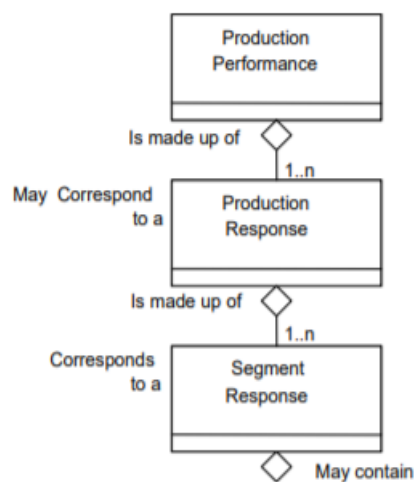 Production
Performance
Is made up of
1..n
May Correspond
to a
Production
Response
Is made up of
1..n
Corresponds
to a
Segment
Response
May contain